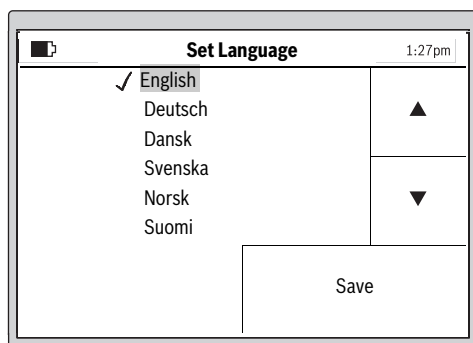 Set Language 1:27pm
English
Deutsch
Dansk
Svenska
Norsk
Suomi
Save